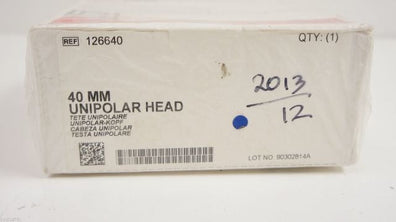 REF 126640
QTY: (1)
40 MM
UNIPOLAR HEAD
TETE UNIPOLAIRE
UNIPOLAR-KOPF
CABEZA UNIPOLAR
TESTA UNIPOLARE
2013
12
LOT NO. 90302814A